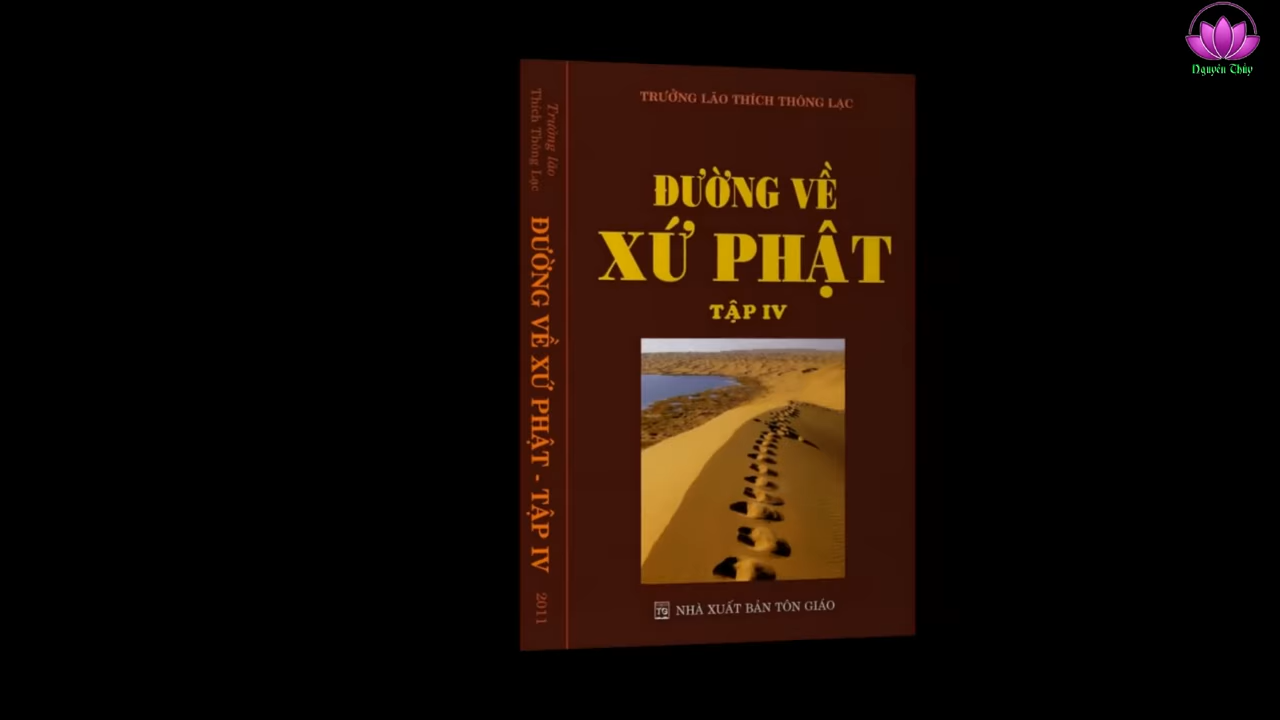 Nguyên Thủy
TRƯỞNG LÃO THÍCH THÔNG LẠC
ĐƯỜNG VỀ
XỨ PHẬT
TẬP IV
TG NHÀ XUẤT BẢN TÔN GIÁO
Trưởng lão
Thích Thông Lạc
ĐƯỜNG VỀ XỨ PHẬT - TẬP IV
2011